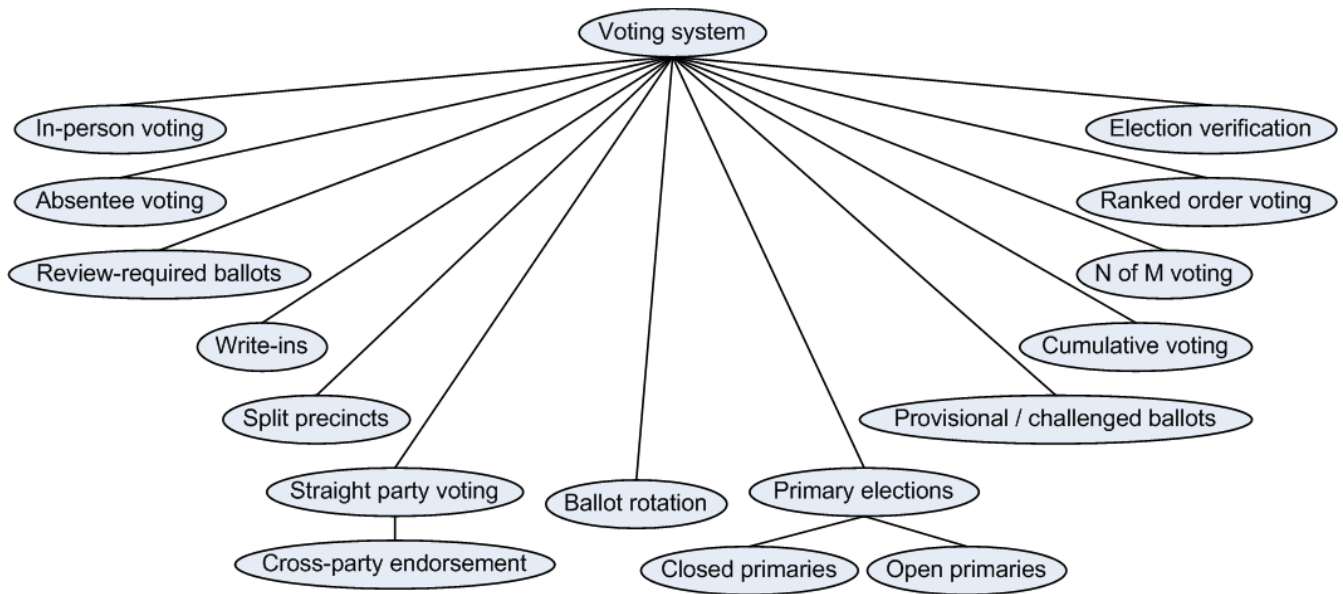 Voting system
In-person voting
Election verification
Absentee voting
Ranked order voting
Review-required ballots
N of M voting
Write-ins
Cumulative voting
Split precincts
Provisional / challenged ballots
Straight party voting
Ballot rotation
Primary elections
Cross-party endorsement
Closed primaries
Open primaries